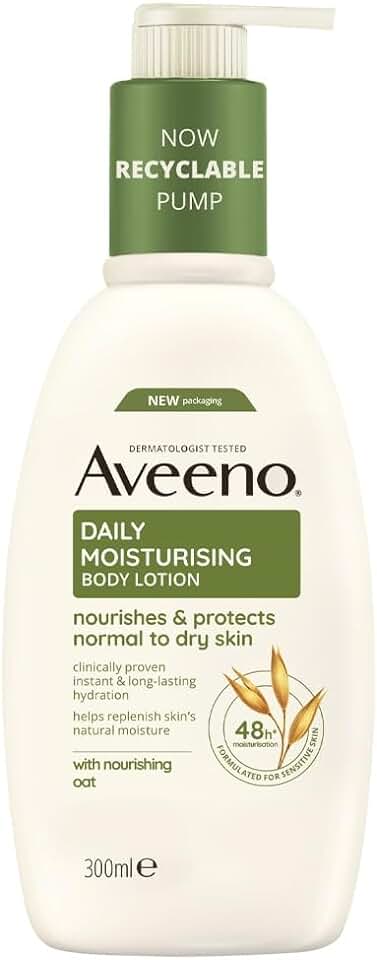 NOW
RECYCLABLE
PUMP
NEW packaging
DERMATOLOGIST TESTED
Aveeno®
DAILY
MOISTURISING
BODY LOTION
nourishes & protects
normal to dry skin
clinically proven
instant & long-lasting
hydration
helps replenish skin's
natural moisture
with nourishing
oat
48h*
moisturisation
FORMULATED FOR SENSITIVE SKIN
300ml e